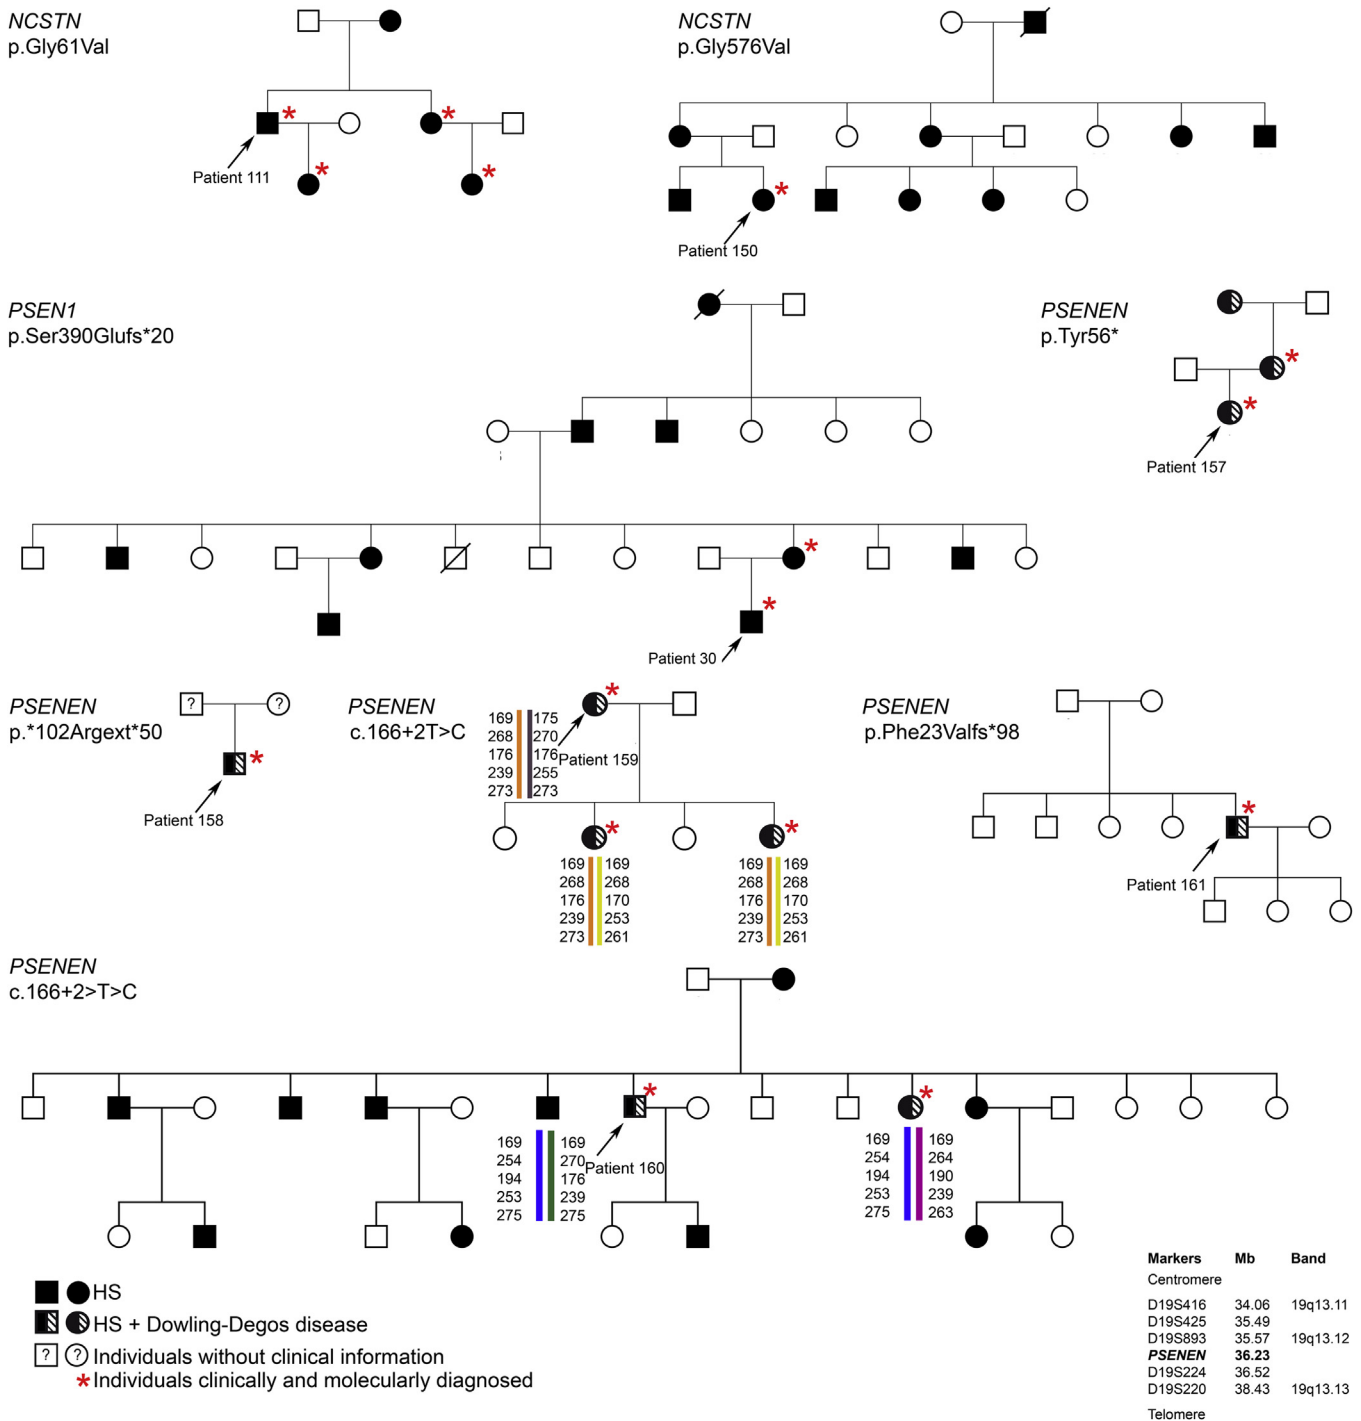 NCSTN
p.Gly61Val
*
*
Patient 111
*
*
NCSTN
p.Gly576Val
*
Patient 150
PSEN1
p.Ser390Glufs*20
*
*
Patient 30
PSENEN
p.Tyr56*
*
*
Patient 157
PSENEN
p.*102Argext*50
? ?
*
Patient 158
PSENEN
c.166+2T>C
*
169 175
268 270
176 176
239 255
273 273
Patient 159
* *
169 169
268 268
176 170
239 253
273 261
169 169
268 268
176 170
239 253
273 261
PSENEN
p.Phe23Valfs*98
*
Patient 161
PSENEN
c.166+2>T>C
* *
169 169
254 270
194 176
253 239
275 275
Patient 160
169 169
254 264
194 190
253 239
275 263
HS
HS + Dowling-Degos disease
? ? Individuals without clinical information
* Individuals clinically and molecularly diagnosed
Markers Mb Band
Centromere
D19S416 34.06 19q13.11
D19S425 35.49
D19S893 35.57 19q13.12
PSENEN 36.23
D19S224 36.52
D19S220 38.43 19q13.13
Telomere